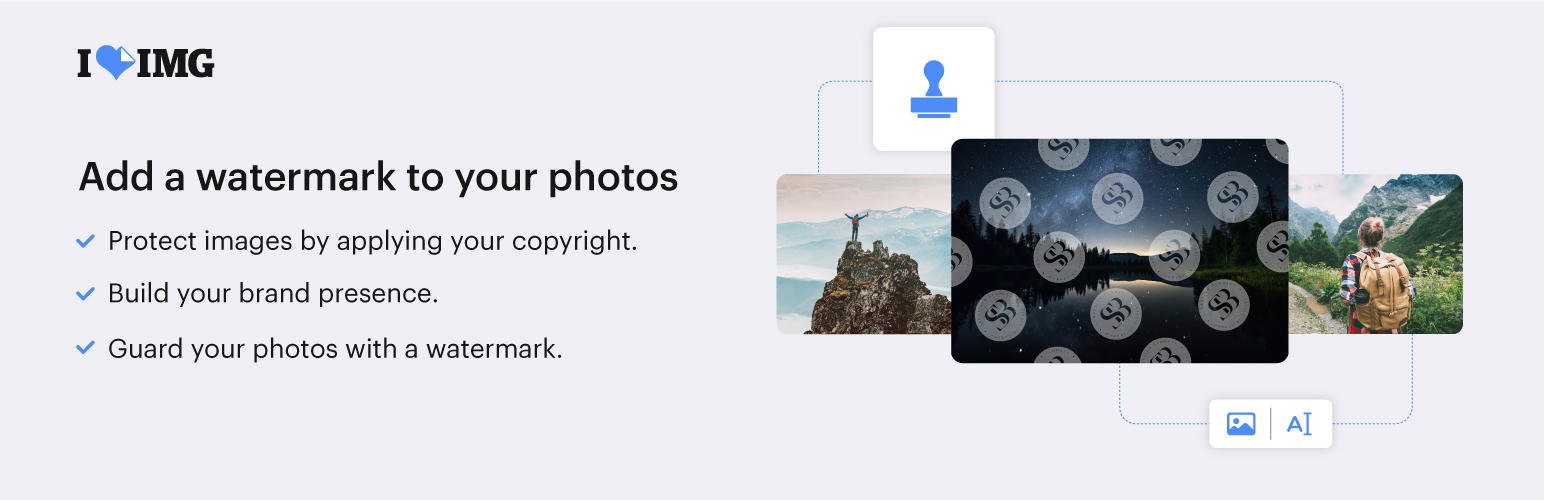 I IMG
Add a watermark to your photos
Protect images by applying your copyright.
Build your brand presence.
Guard your photos with a watermark.
A